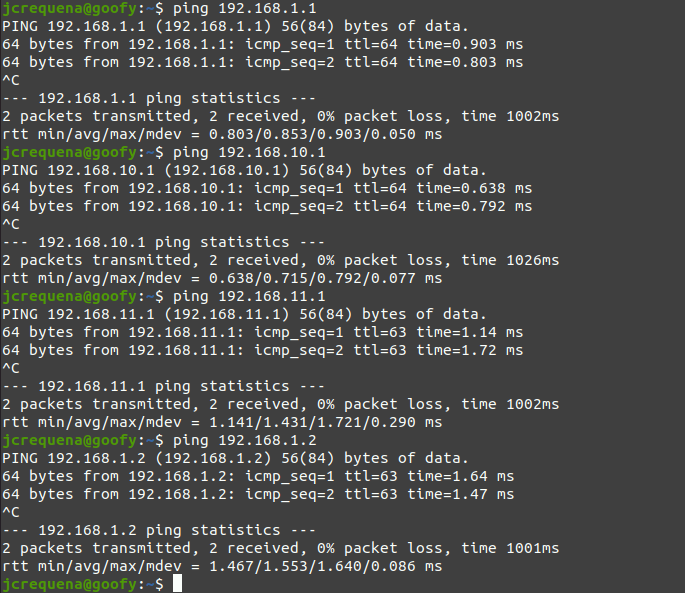 jcrequena@goofy:~$ ping 192.168.1.1
PING 192.168.1.1 (192.168.1.1) 56(84) bytes of data.
64 bytes from 192.168.1.1: icmp_seq=1 ttl=64 time=0.903 ms
64 bytes from 192.168.1.1: icmp_seq=2 ttl=64 time=0.803 ms
^C
--- 192.168.1.1 ping statistics ---
2 packets transmitted, 2 received, 0% packet loss, time 1002ms
rtt min/avg/max/mdev = 0.803/0.853/0.903/0.050 ms
jcrequena@goofy:~$ ping 192.168.10.1
PING 192.168.10.1 (192.168.10.1) 56(84) bytes of data.
64 bytes from 192.168.10.1: icmp_seq=1 ttl=64 time=0.638 ms
64 bytes from 192.168.10.1: icmp_seq=2 ttl=64 time=0.792 ms
^C
--- 192.168.10.1 ping statistics ---
2 packets transmitted, 2 received, 0% packet loss, time 1026ms
rtt min/avg/max/mdev = 0.638/0.715/0.792/0.077 ms
jcrequena@goofy:~$ ping 192.168.11.1
PING 192.168.11.1 (192.168.11.1) 56(84) bytes of data.
64 bytes from 192.168.11.1: icmp_seq=1 ttl=63 time=1.14 ms
64 bytes from 192.168.11.1: icmp_seq=2 ttl=63 time=1.72 ms
^C
--- 192.168.11.1 ping statistics ---
2 packets transmitted, 2 received, 0% packet loss, time 1002ms
rtt min/avg/max/mdev = 1.141/1.431/1.721/0.290 ms
jcrequena@goofy:~$ ping 192.168.1.2
PING 192.168.1.2 (192.168.1.2) 56(84) bytes of data.
64 bytes from 192.168.1.2: icmp_seq=1 ttl=63 time=1.64 ms
64 bytes from 192.168.1.2: icmp_seq=2 ttl=63 time=1.47 ms
^C
--- 192.168.1.2 ping statistics ---
2 packets transmitted, 2 received, 0% packet loss, time 1001ms
rtt min/avg/max/mdev = 1.467/1.553/1.640/0.086 ms
jcrequena@goofy:~$